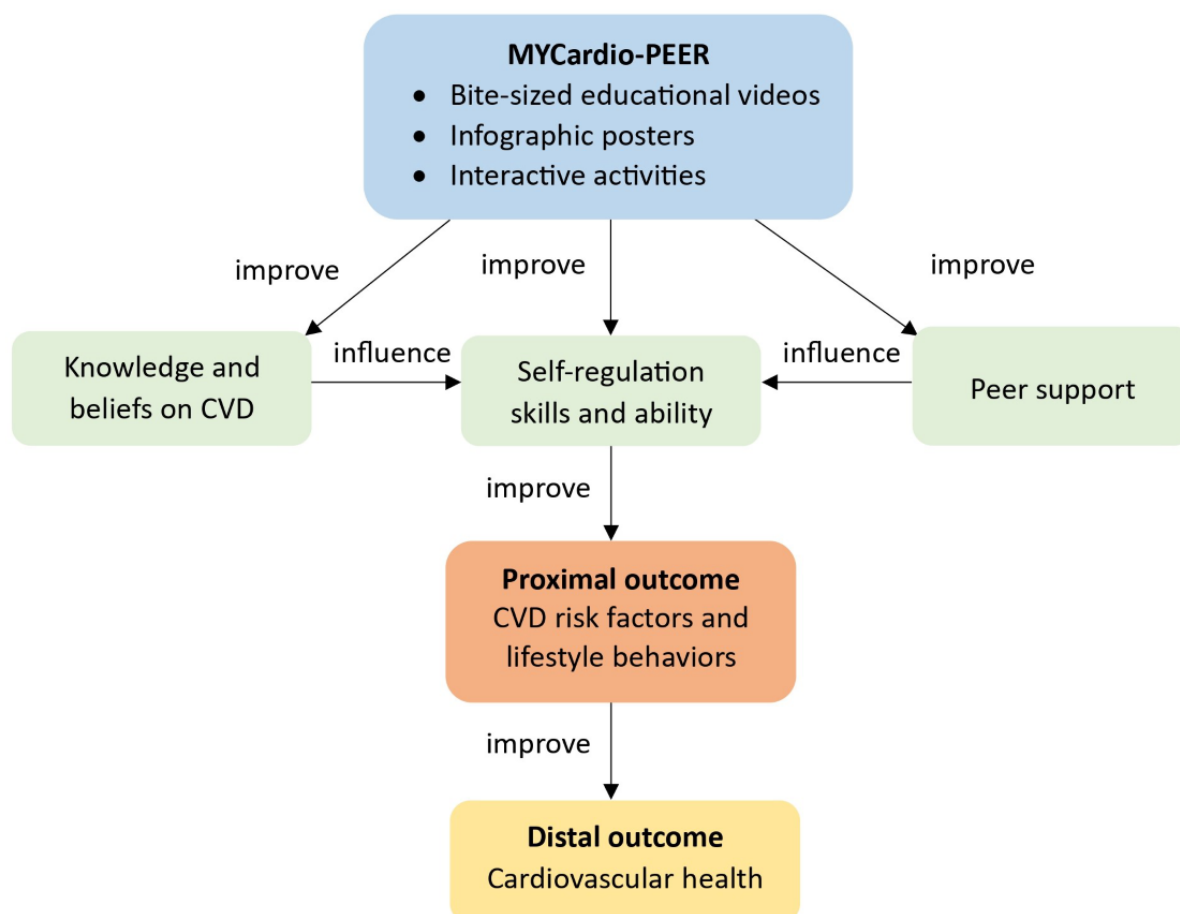 MYCardio-PEER
• Bite-sized educational videos
• Infographic posters
• Interactive activities
improve
improve
improve
Knowledge and
beliefs on CVD
influence
Self-regulation
skills and ability
influence
Peer support
improve
Proximal outcome
CVD risk factors and
lifestyle behaviors
improve
Distal outcome
Cardiovascular health